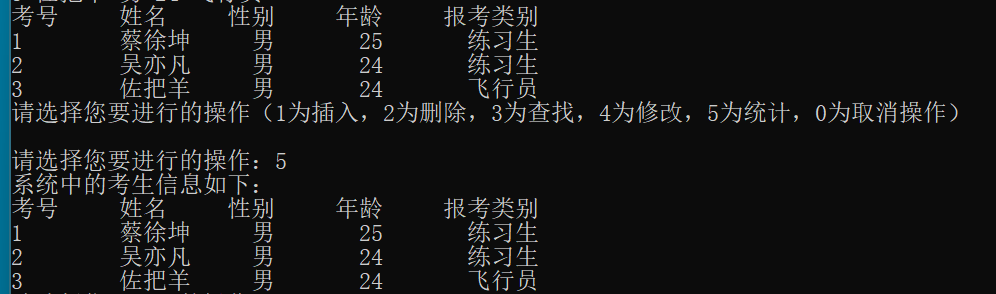 考号 姓名 性别 年龄 报考类别
1 蔡徐坤 男 25 练习生
2 吴亦凡 男 24 练习生
3 佐把羊 男 24 飞行员
请选择您要进行的操作（1为插入，2为删除，3为查找，4为修改，5为统计，0为取消操作）
请选择您要进行的操作：5
系统中的考生信息如下：
考号 姓名 性别 年龄 报考类别
1 蔡徐坤 男 25 练习生
2 吴亦凡 男 24 练习生
3 佐把羊 男 24 飞行员